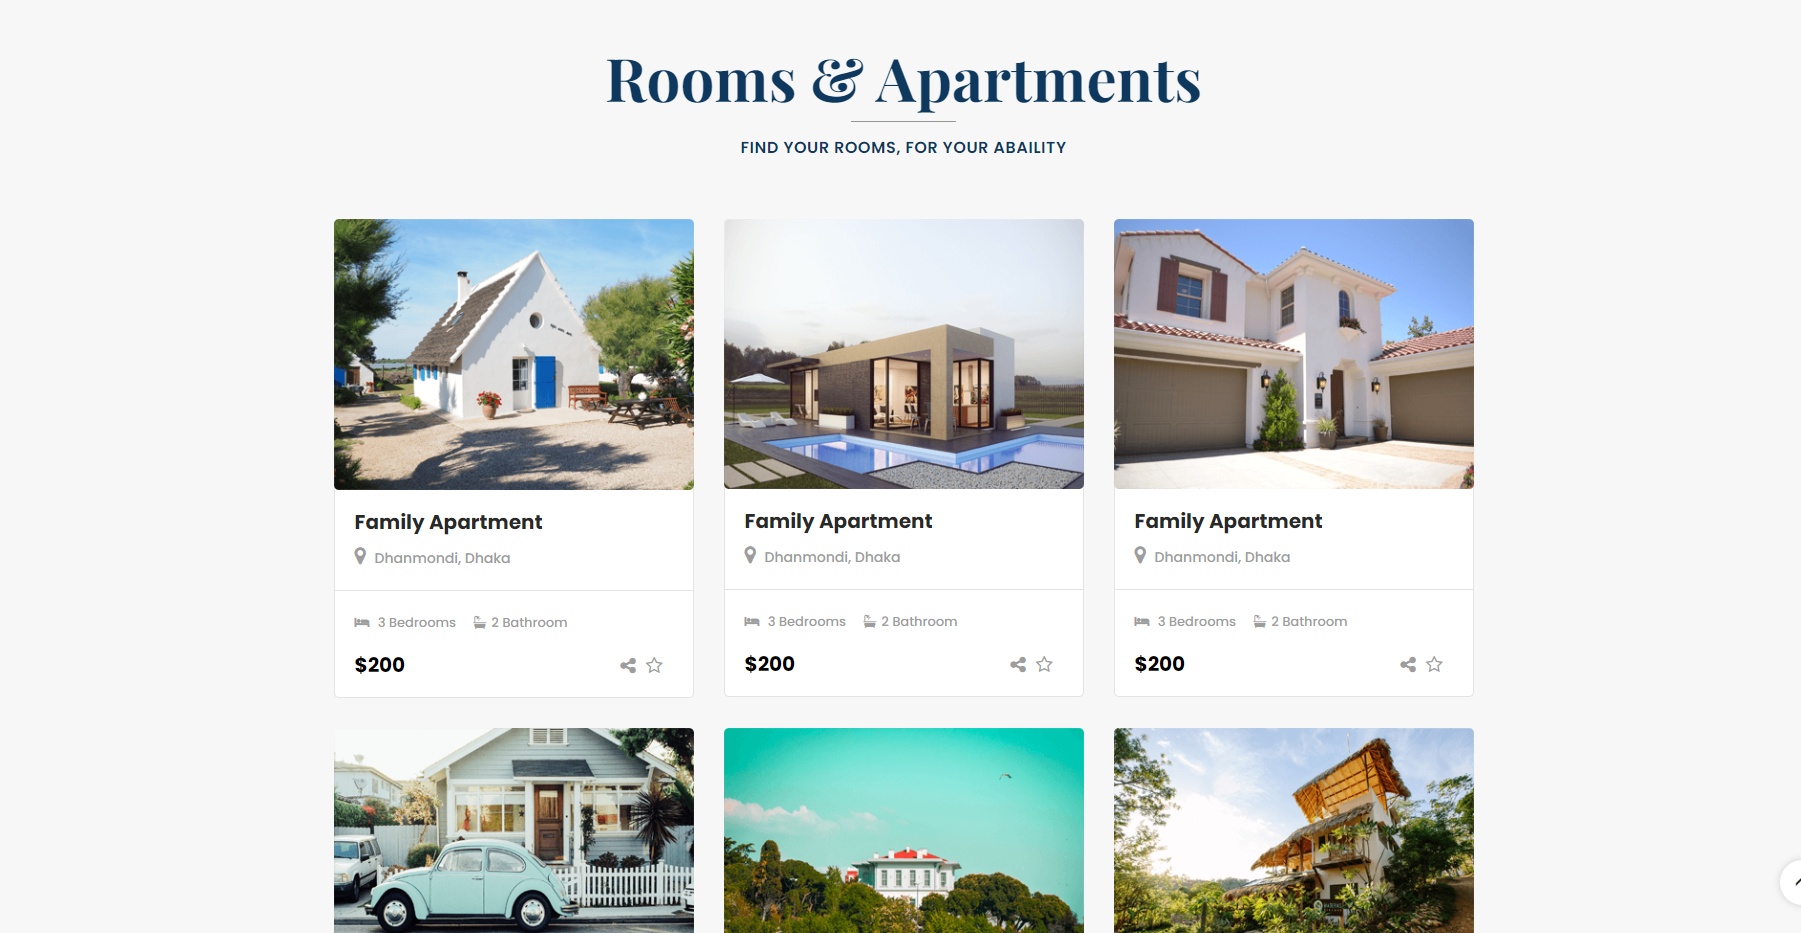 Rooms & Apartments
FIND YOUR ROOMS, FOR YOUR ABAILITY
Family Apartment
Dhanmondi, Dhaka
3 Bedrooms 2 Bathroom
$200
Family Apartment
Dhanmondi, Dhaka
3 Bedrooms 2 Bathroom
$200
Family Apartment
Dhanmondi, Dhaka
3 Bedrooms 2 Bathroom
$200